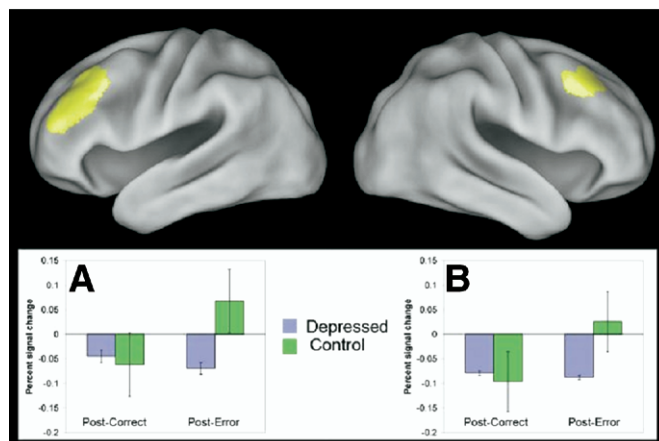 A
0.15
0.1
0.05
0
-0.05
-0.1
-0.15
-0.2
Percent signal change
Post-Correct
Post-Error
Depressed
Control
B
0.15
0.1
0.05
0
-0.05
-0.1
-0.15
-0.2
Percent signal change
Post-Correct
Post-Error